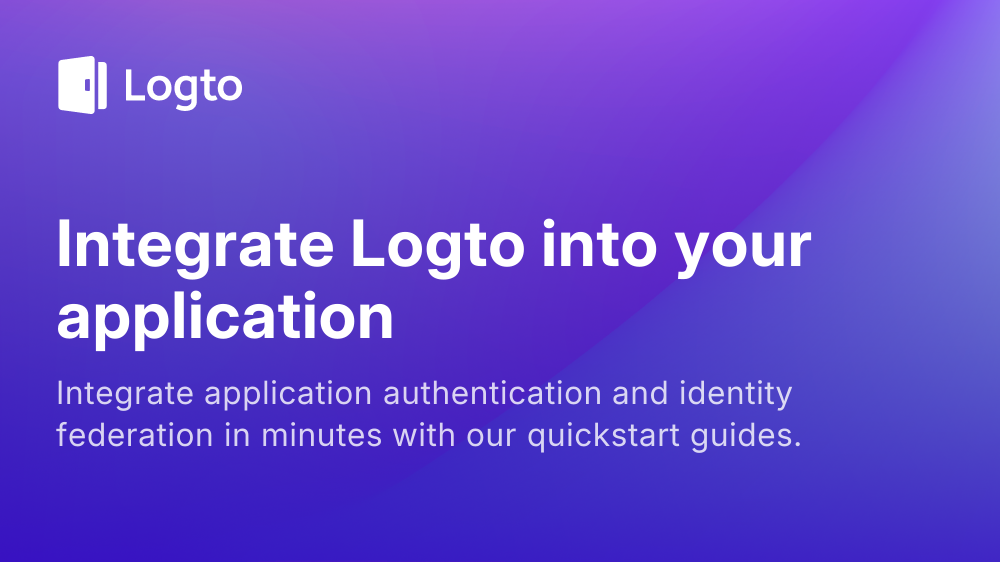 Logto
Integrate Logto into your
application
Integrate application authentication and identity
federation in minutes with our quickstart guides.